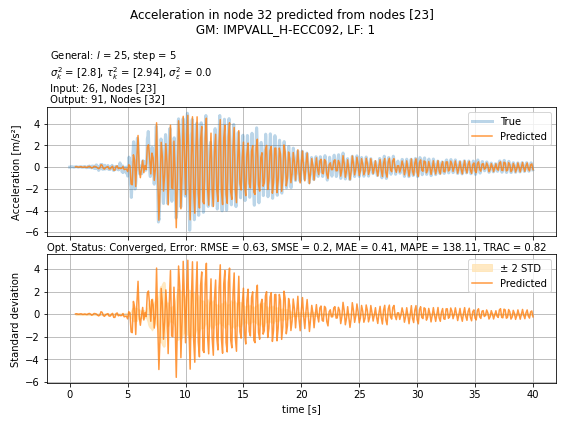 Acceleration in node 32 predicted from nodes [23]
GM: IMPVALL_H-ECC092, LF: 1
General: l = 25, step = 5
σ²ₖ = [2.8], τ²ₖ = [2.94], σ²ε = 0.0
Input: 26, Nodes [23]
Output: 91, Nodes [32]
True
Predicted
4
2
0
−2
−4
−6
Acceleration [m/s²]
Opt. Status: Converged, Error: RMSE = 0.63, SMSE = 0.2, MAE = 0.41, MAPE = 138.11, TRAC = 0.82
± 2 STD
Predicted
4
2
0
−2
−4
−6
Standard deviation
0 5 10 15 20 25 30 35 40
time [s]